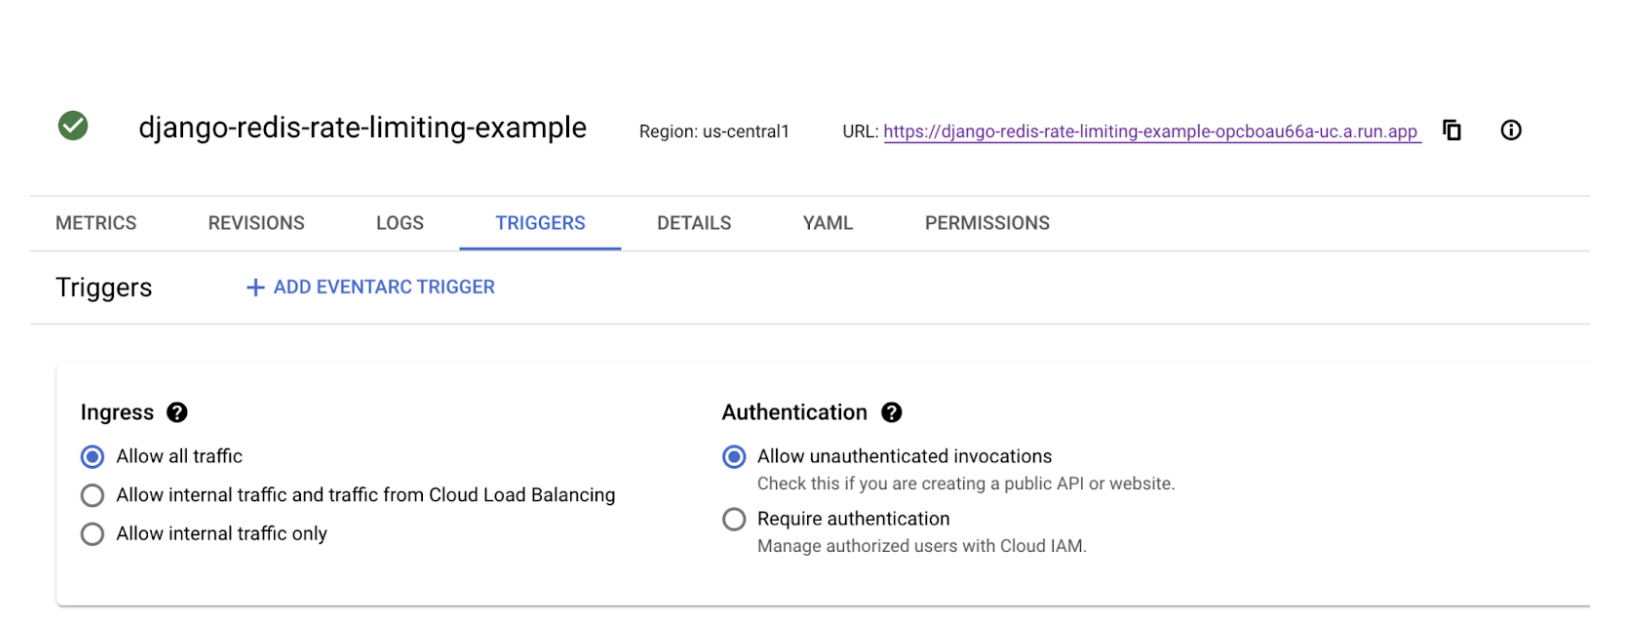 django-redis-rate-limiting-example Region: us-central1 URL: https://django-redis-rate-limiting-example-opcboau66a-uc.a.run.app
METRICS REVISIONS LOGS TRIGGERS DETAILS YAML PERMISSIONS
Triggers + ADD EVENTARC TRIGGER
Ingress ?
Allow all traffic
Allow internal traffic and traffic from Cloud Load Balancing
Allow internal traffic only
Authentication ?
Allow unauthenticated invocations
Check this if you are creating a public API or website.
Require authentication
Manage authorized users with Cloud IAM.